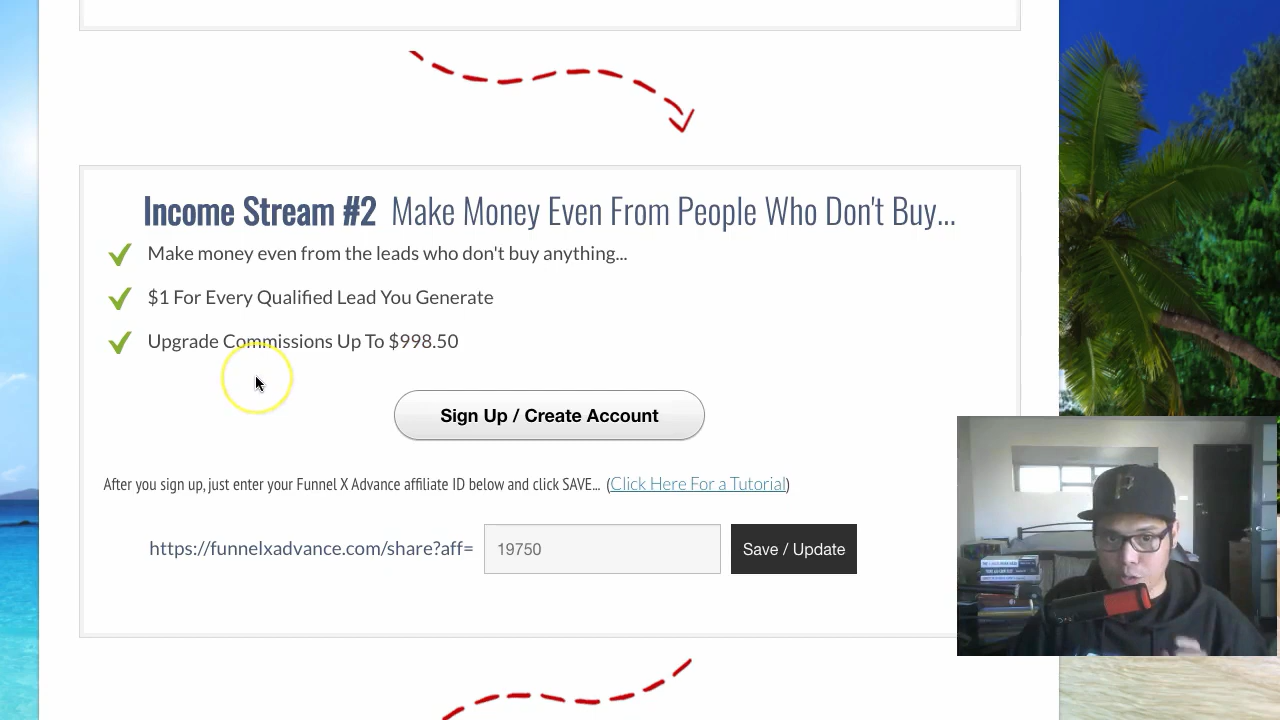 Income Stream #2 Make Money Even From People Who Don't Buy...
Make money even from the leads who don't buy anything...
$1 For Every Qualified Lead You Generate
Upgrade Commissions Up To $998.50
Sign Up / Create Account
After you sign up, just enter your Funnel X Advance affiliate ID below and click SAVE... (Click Here For a Tutorial)
https://funnelxadvance.com/share?aff= 19750 Save / Update
P